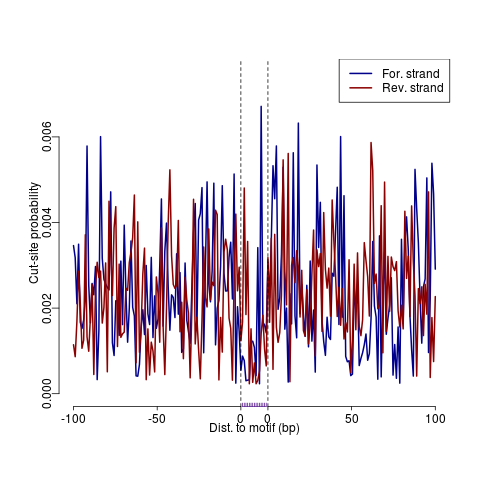 For. strand
Rev. strand
Cut-site probability
0.006
0.004
0.002
0.000
-100 -50 0 0 50 100
Dist. to motif (bp)